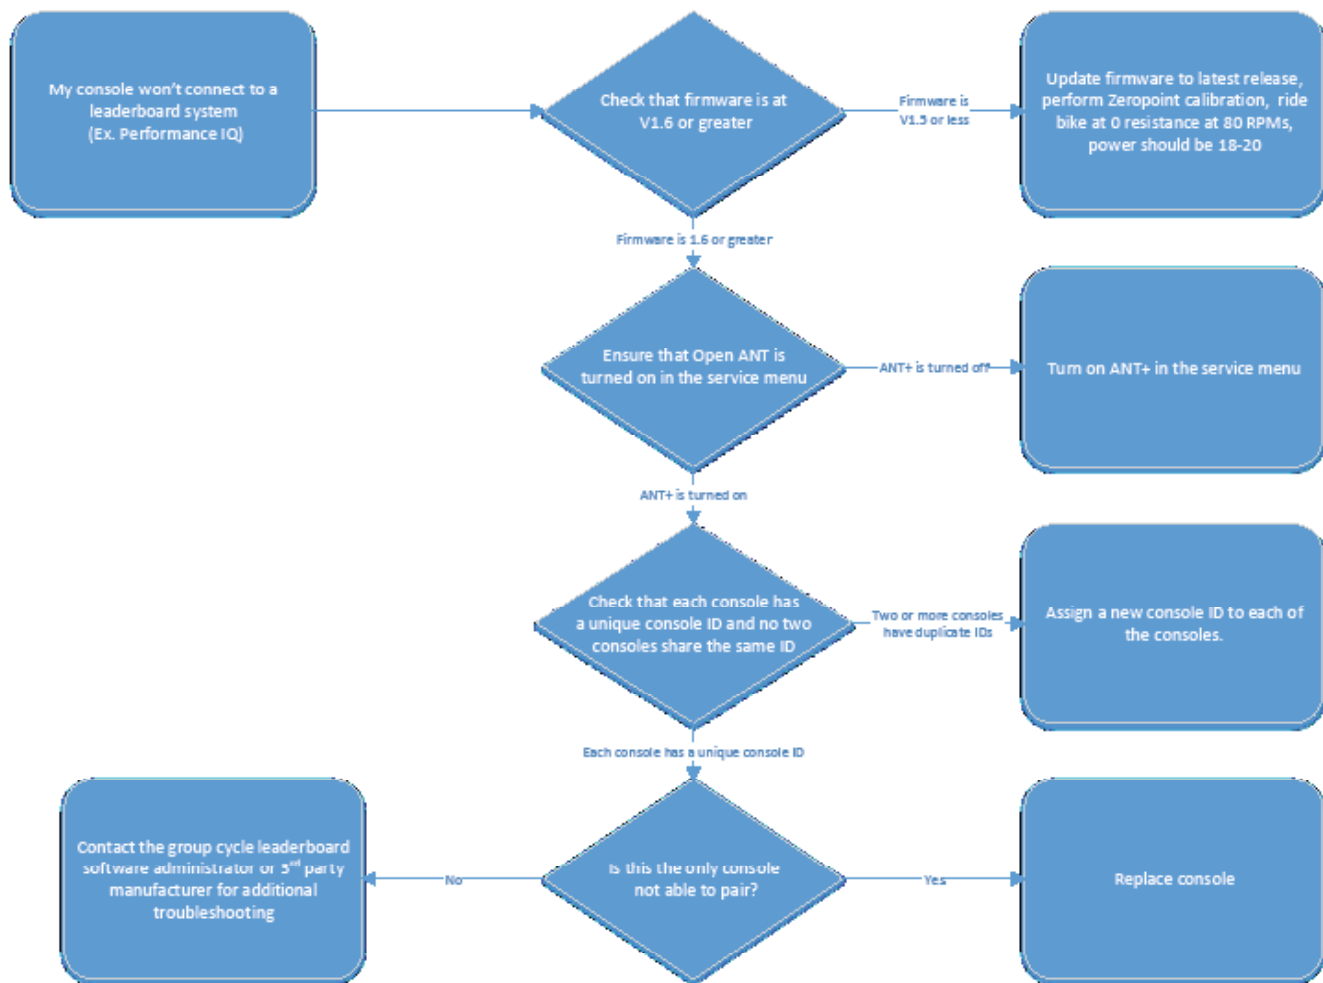 My console won't connect to a
leaderboard system
(Ex. Performance IQ)
Check that firmware is at
V1.6 or greater
Firmware is
V1.5 or less
Update firmware to latest release,
perform Zeropoint calibration, ride
bike at 0 resistance at 80 RPMs,
power should be 18-20
Firmware is 1.6 or greater
Ensure that Open ANT is
turned on in the service menu
ANT+ is turned off
Turn on ANT+ in the service menu
ANT+ is turned on
Check that each console has
a unique console ID and no two
consoles share the same ID
Two or more consoles
have duplicate IDs
Assign a new console ID to each of
the consoles.
Each console has a unique console ID
Contact the group cycle leaderboard
software administrator or 3rd party
manufacturer for additional
troubleshooting
No
Is this the only console
not able to pair?
Yes
Replace console